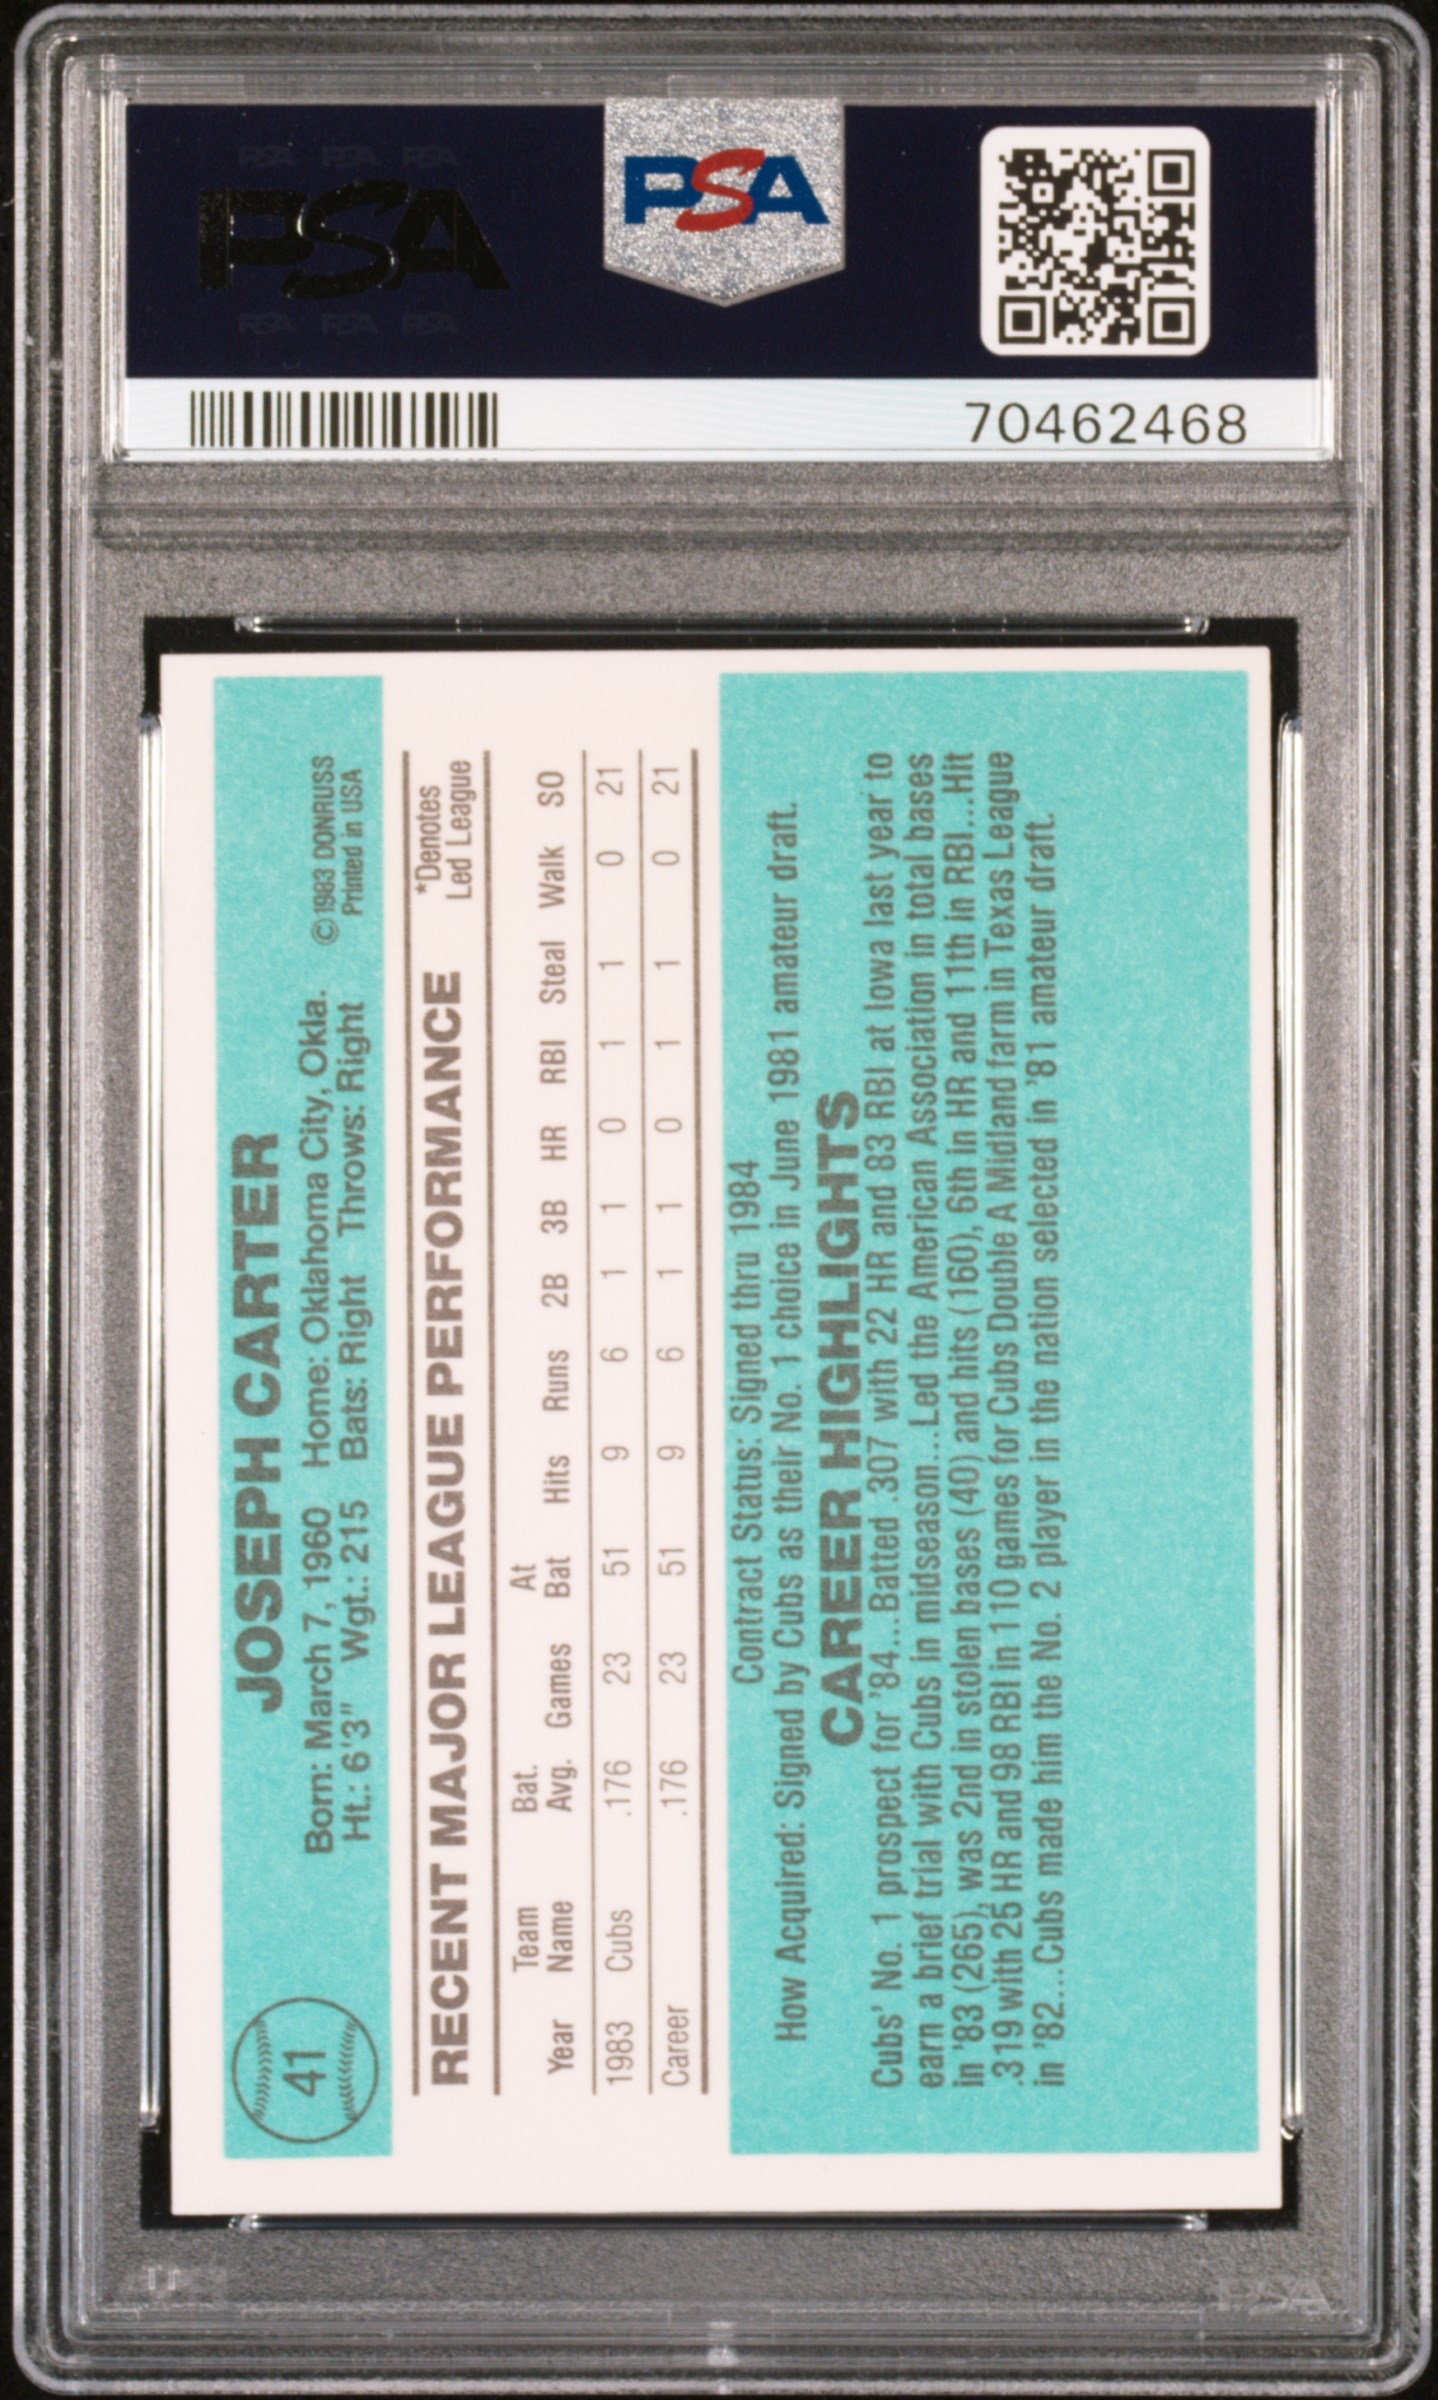 PSA PSA PSA
PSA
PSA PSA PSA
PSA
70462468
41
JOSEPH CARTER
Born: March 7, 1960 Home: Oklahoma City, Okla. © 1983 DONRUSS
Ht.: 6'3" Wgt.: 215 Bats: Right Throws: Right Printed in USA
RECENT MAJOR LEAGUE PERFORMANCE *Denotes Led League
Year Team Name Bat. Avg. Games At Bat Hits Runs 2B 3B HR RBI Steal Walk SO
1983 Cubs .176 23 51 9 6 1 1 0 1 1 0 21
Career .176 23 51 9 6 1 1 0 1 1 0 21
Contract Status: Signed thru 1984
How Acquired: Signed by Cubs as their No. 1 choice in June 1981 amateur draft.
CAREER HIGHLIGHTS
Cubs' No. 1 prospect for '84...Batted .307 with 22 HR and 83 RBI at Iowa last year to
earn a brief trial with Cubs in midseason...Led the American Association in total bases
in '83 (265), was 2nd in stolen bases (40) and hits (160), 6th in HR and 11th in RBI...Hit
.319 with 25 HR and 98 RBI in 110 games for Cubs Double A Midland farm in Texas League
in '82...Cubs made him the No. 2 player in the nation selected in '81 amateur draft.
PSA